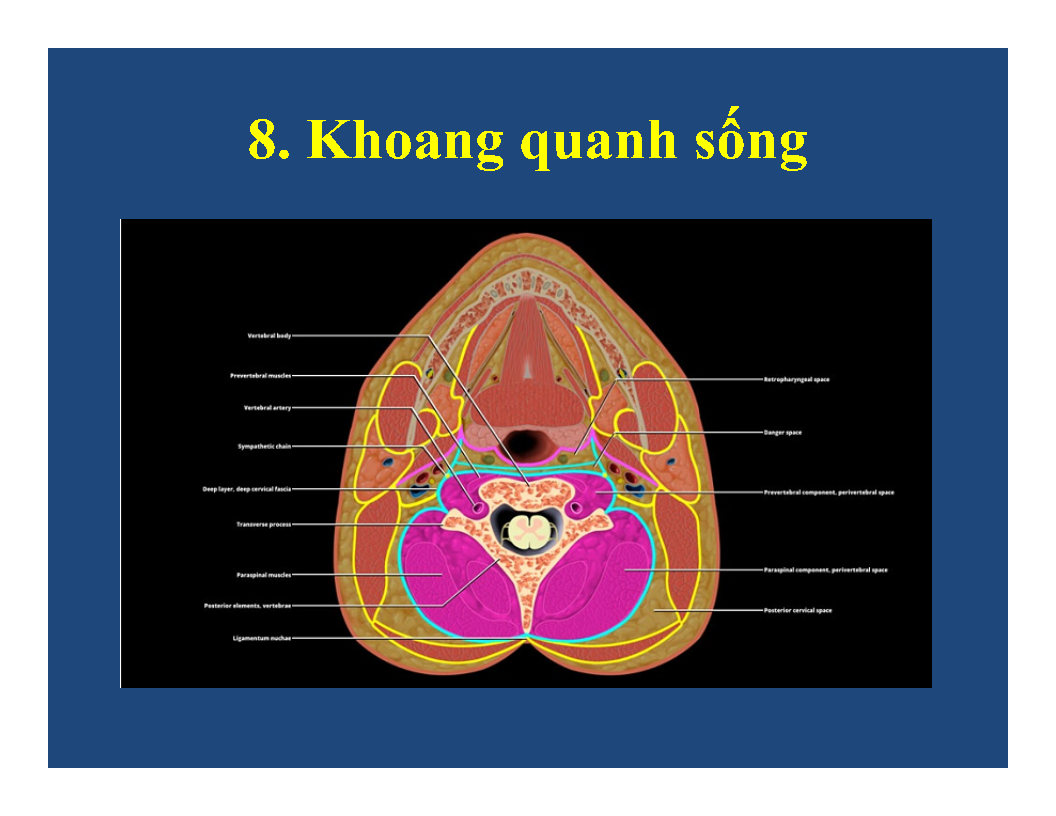 8. Khoang quanh sống
Vertebral body
Prevertebral muscles
Vertebral artery
Sympathetic chain
Deep layer, deep cervical fascia
Transverse process
Paraspinal muscles
Posterior elements, vertebrae
Ligamentum nuchae
Retropharyngeal space
Danger space
Prevertebral component, perivertebral space
Paraspinal component, perivertebral space
Posterior cervical space